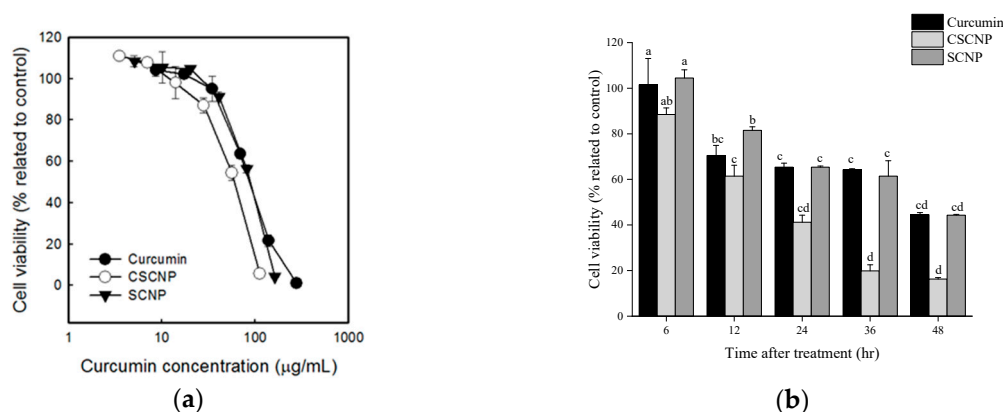 120
100
80
60
40
20
0
Cell viability (% related to control)
Curcumin
CSCNP
SCNP
1
10
100
1000
Curcumin concentration (μg/mL)
(a)
Curcumin
CSCNP
SCNP
120
100
80
60
40
20
0
Cell viability (% related to control)
a
ab
a
bc
c
b
c
cd
c
c
d
c
cd
d
cd
6
12
24
36
48
Time after treatment (hr)
(b)